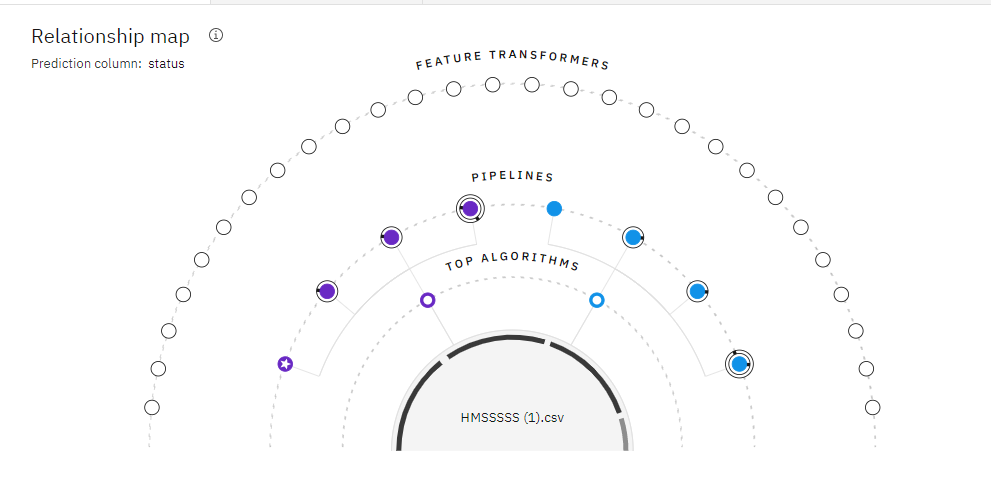 Relationship map
Prediction column: status
FEATURE TRANSFORMERS
PIPELINES
TOP ALGORITHMS
HMSSSSS (1).csv